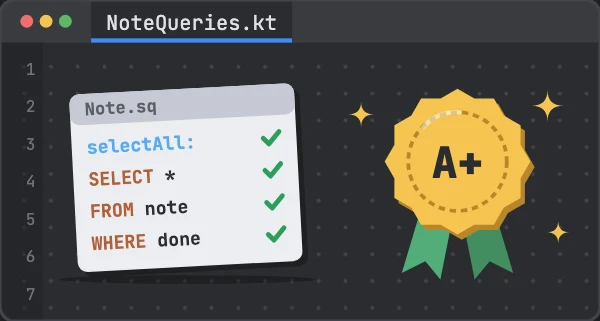 NoteQueries.kt
1
2
3
4
5
6
7
Note.sq
selectAll:
SELECT *
FROM note
WHERE done
A+